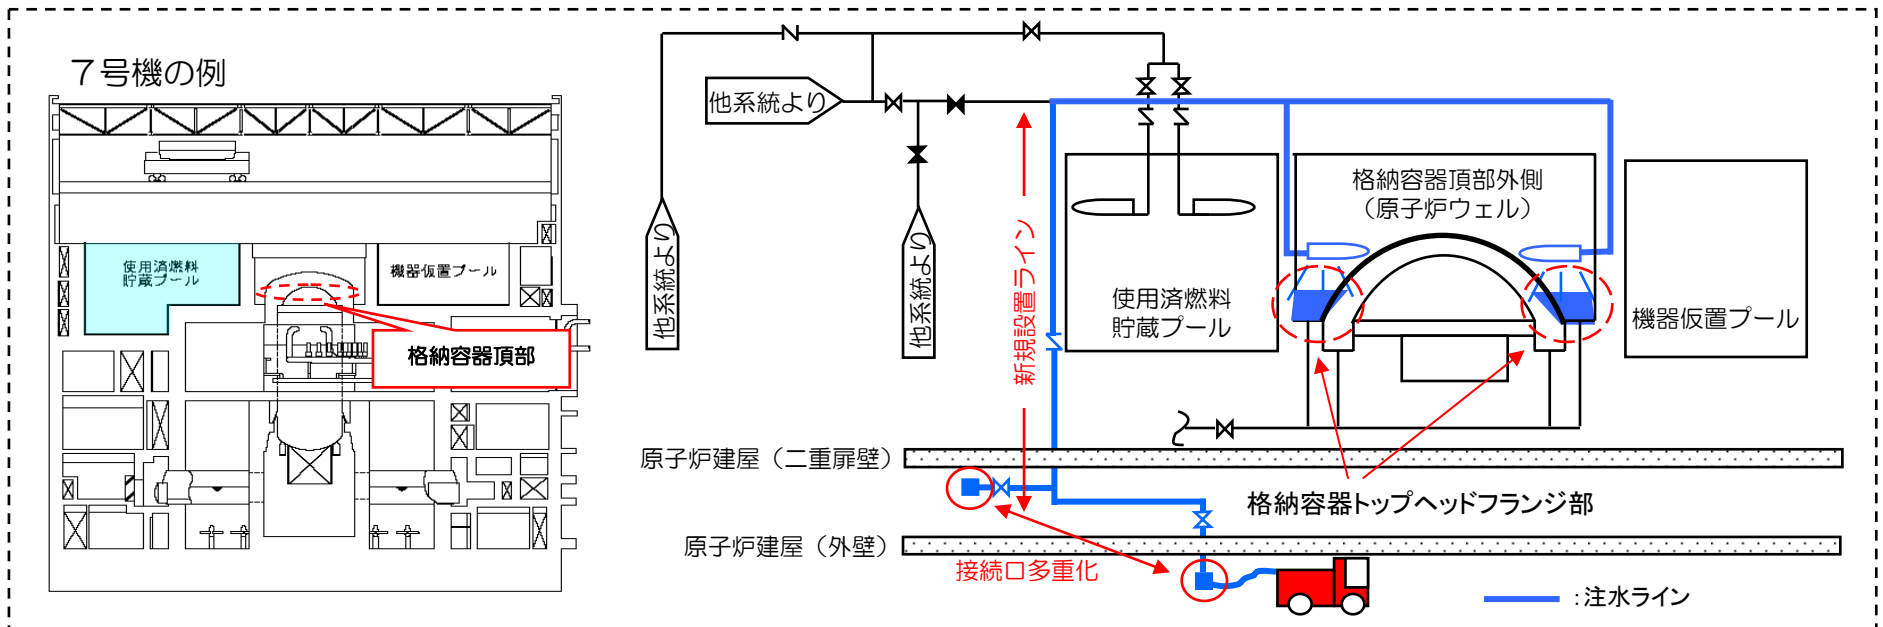 7号機の例
使用済燃料
貯蔵プール
機器仮置プール
格納容器頂部
他系統より
他系統より
他系統より
新規設置ライン
使用済燃料
貯蔵プール
格納容器頂部外側
（原子炉ウェル）
機器仮置プール
原子炉建屋（二重扉壁）
格納容器トップヘッドフランジ部
原子炉建屋（外壁）
接続口多重化
：注水ライン